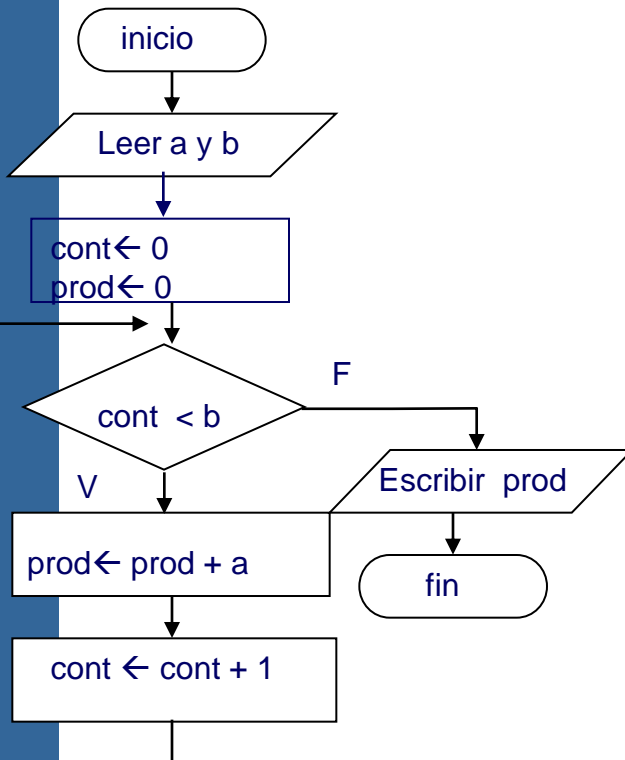 inicio
Leer a y b
cont← 0
prod← 0
cont < b
F
V
Escribir prod
prod← prod + a
fin
cont ← cont + 1